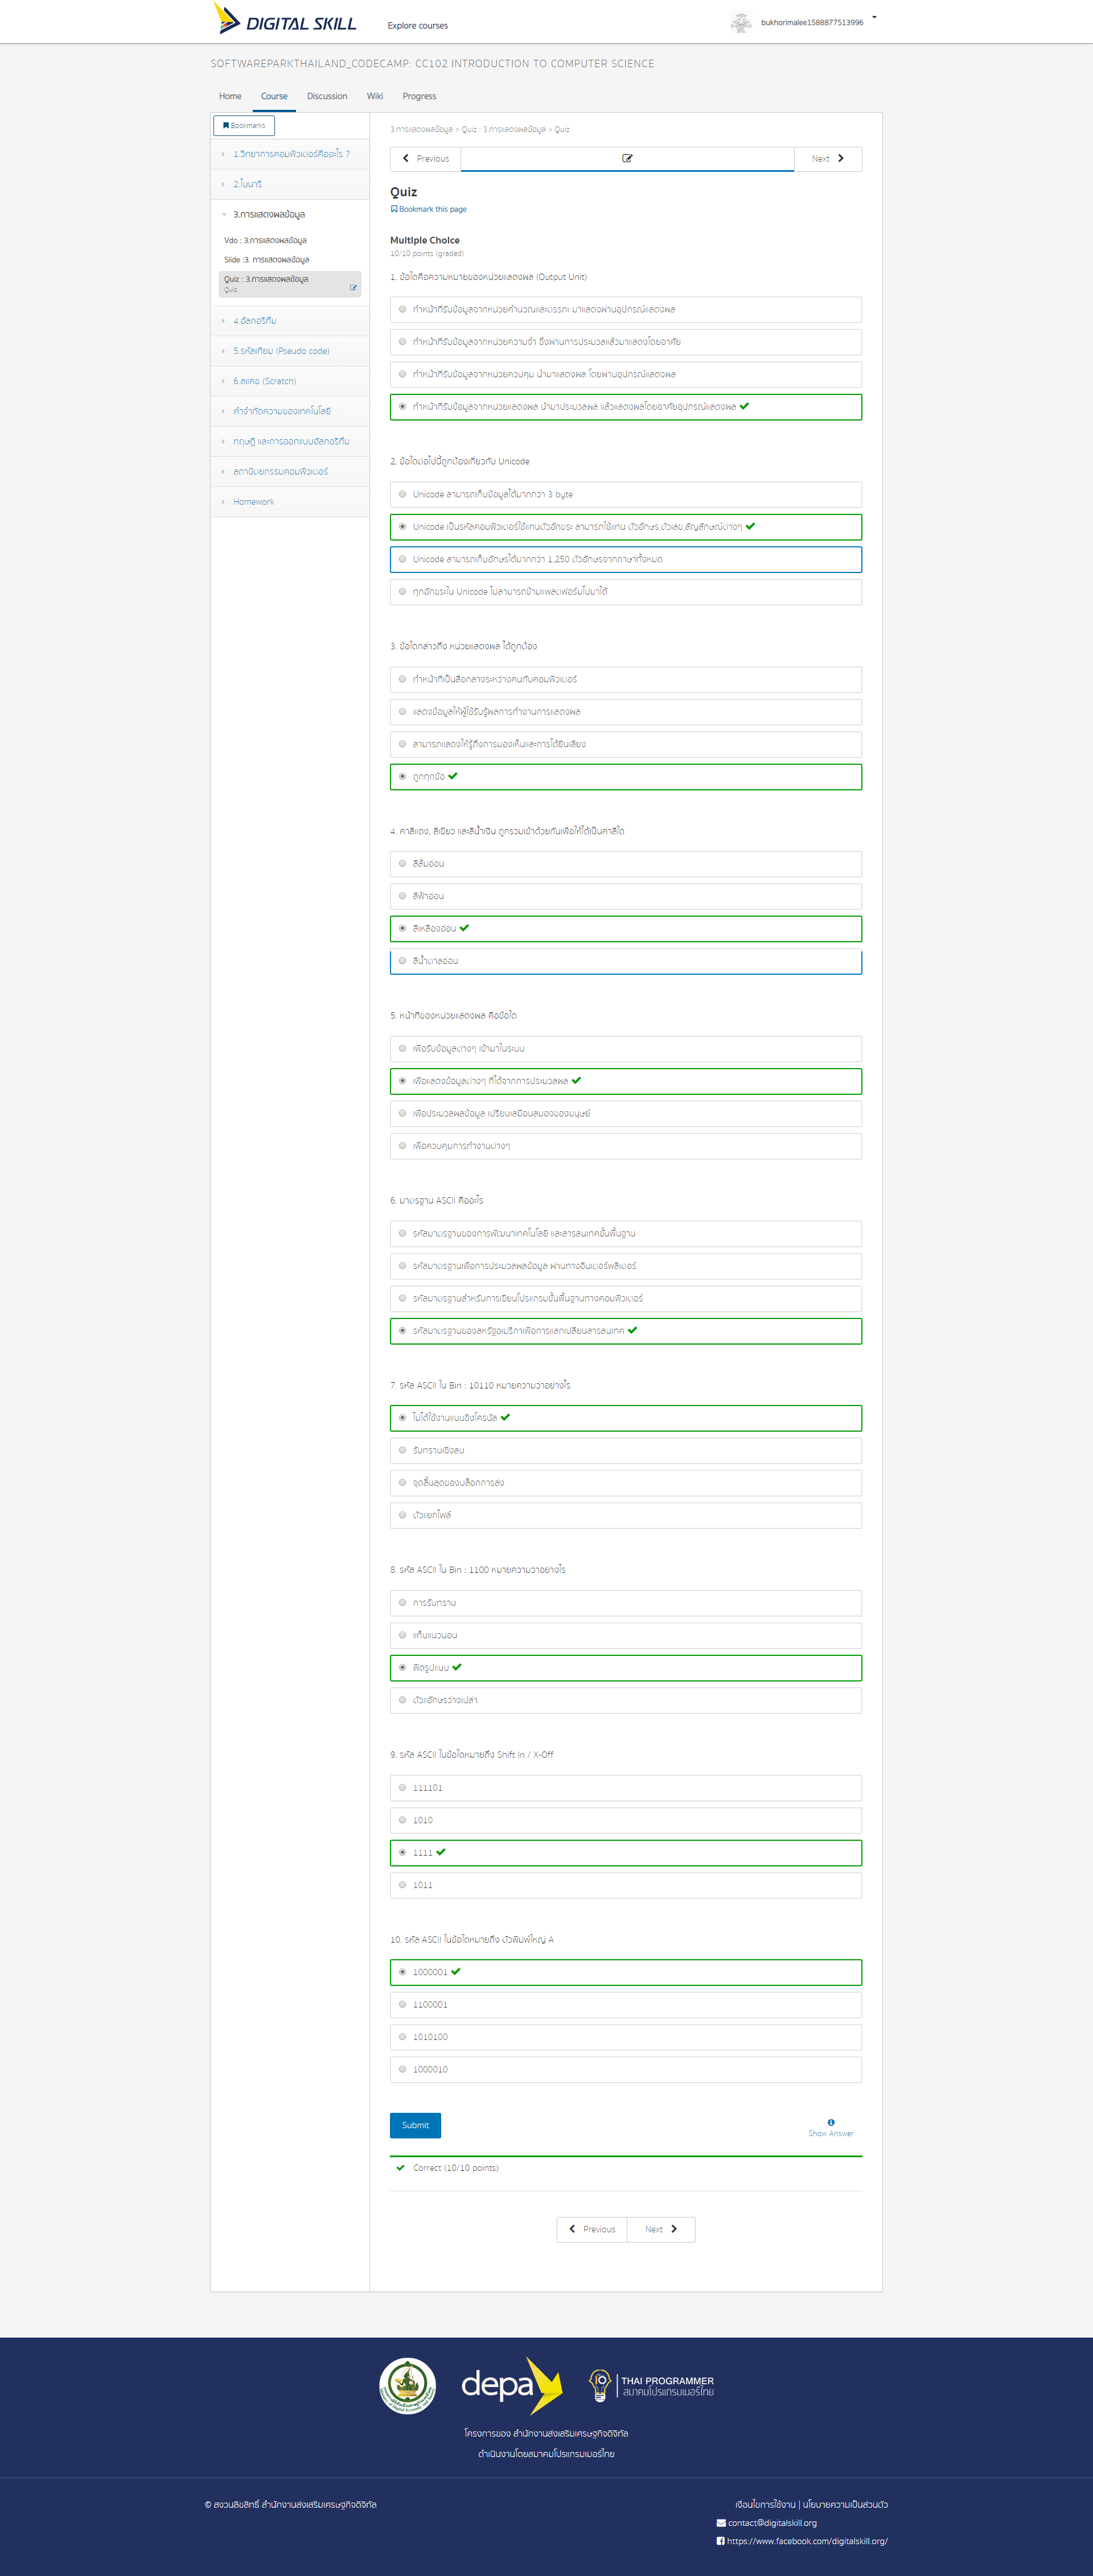 DIGITAL SKILL
Explore courses
bukhorimalee1588877513996
SOFTWAREPARKTHAILAND_CODECAMP: CC102 INTRODUCTION TO COMPUTER SCIENCE
Home Course Discussion Wiki Progress
Bookmarks
1.วิทยาการคอมพิวเตอร์คืออะไร ?
2.ไบนารี
3.การแสดงผลข้อมูล
Vdo : 3.การแสดงผลข้อมูล
Slide :3. การแสดงผลข้อมูล
Quiz : 3.การแสดงผลข้อมูล
Quiz
4.อัลกอริทึม
5.รหัสเทียม (Pseudo code)
6.สแคช (Scratch)
คำจำกัดความของเทคโนโลยี
ทฤษฎี และการออกแบบอัลกอริทึม
สถาปัตยกรรมคอมพิวเตอร์
Homework
3.การแสดงผลข้อมูล > Quiz : 3.การแสดงผลข้อมูล > Quiz
Previous
Next
Quiz
Bookmark this page
Multiple Choice
10/10 points (graded)
1. ข้อใดคือความหมายของหน่วยแสดงผล (Output Unit)
ทำหน้าที่รับข้อมูลจากหน่วยคำนวณและตรรกะ มาแสดงผ่านอุปกรณ์แสดงผล
ทำหน้าที่รับข้อมูลจากหน่วยความจำ ซึ่งผ่านการประมวลแล้วมาแสดงโดยอาศัย
ทำหน้าที่รับข้อมูลจากหน่วยควบคุม นำมาแสดงผล โดยผ่านอุปกรณ์แสดงผล
ทำหน้าที่รับข้อมูลจากหน่วยแสดงผล นำมาประมวลผล แล้วแสดงผลโดยอาศัยอุปกรณ์แสดงผล
2. ข้อใดต่อไปนี้ถูกต้องเกี่ยวกับ Unicode
Unicode สามารถเก็บข้อมูลได้มากกว่า 3 byte
Unicode เป็นรหัสคอมพิวเตอร์ใช้แทนตัวอักขระ สามารถใช้แทน ตัวอักษร,ตัวเลข,สัญลักษณ์ต่างๆ
Unicode สามารถเก็บอักษรได้มากกว่า 1,250 ตัวอักษรจากภาษาทั้งหมด
ทุกอักขระใน Unicode ไม่สามารถข้ามแพลตฟอร์มไปมาได้
3. ข้อใดกล่าวถึง หน่วยแสดงผล ได้ถูกต้อง
ทำหน้าที่เป็นสื่อกลางระหว่างคนกับคอมพิวเตอร์
แสดงข้อมูลให้ผู้ใช้รับรู้ผลการทำงานการแสดงผล
สามารถแสดงให้รู้ถึงการมองเห็นและการได้ยินเสียง
ถูกทุกข้อ
4. ค่าสีแดง, สีเขียว และสีน้ำเงิน ถูกรวมเข้าด้วยกันเพื่อให้ได้เป็นค่าสีใด
สีส้มอ่อน
สีฟ้าอ่อน
สีเหลืองอ่อน
สีน้ำตาลอ่อน
5. หน้าที่ของหน่วยแสดงผล คือข้อใด
เพื่อรับข้อมูลต่างๆ เข้ามาในระบบ
เพื่อแสดงข้อมูลต่างๆ ที่ได้จากการประมวลผล
เพื่อประมวลผลข้อมูล เปรียบเสมือนสมองของมนุษย์
เพื่อควบคุมการทำงานต่างๆ
6. มาตรฐาน ASCII คืออะไร
รหัสมาตรฐานของการพัฒนาเทคโนโลยี และสารสนเทศขั้นพื้นฐาน
รหัสมาตรฐานเพื่อการประมวลผลข้อมูล ผ่านทางอินเตอร์พลีเตอร์
รหัสมาตรฐานสำหรับการเขียนโปรแกรมขั้นพื้นฐานทางคอมพิวเตอร์
รหัสมาตรฐานของสหรัฐอเมริกาเพื่อการแลกเปลี่ยนสารสนเทศ
7. รหัส ASCII ใน Bin : 10110 หมายความว่าอย่างไร
ไม่ได้ใช้งานแบบซิงโครนัส
รับทราบเชิงลบ
จุดสิ้นสุดของบล็อกการส่ง
ตัวแยกไฟล์
8. รหัส ASCII ใน Bin : 1100 หมายความว่าอย่างไร
การรับทราบ
แท็บแนวนอน
ฟีดรูปแบบ
ตัวแอักษรว่างเปล่า
9. รหัส ASCII ในข้อใดหมายถึง Shift In / X-Off
111101
1010
1111
1011
10. รหัส ASCII ในข้อใดหมายถึง ตัวพิมพ์ใหญ่ A
1000001
1100001
1010100
1000010
Submit
Show Answer
Correct (10/10 points)
Previous
Next
depa
THAI PROGRAMMER
สมาคมโปรแกรมเมอร์ไทย
โครงการของ สำนักงานส่งเสริมเศรษฐกิจดิจิทัล
ดำเนินงานโดยสมาคมโปรแกรมเมอร์ไทย
© สงวนลิขสิทธิ์ สำนักงานส่งเสริมเศรษฐกิจดิจิทัล
เงื่อนไขการใช้งาน | นโยบายความเป็นส่วนตัว
contact@digitalskill.org
https://www.facebook.com/digitalskill.org/